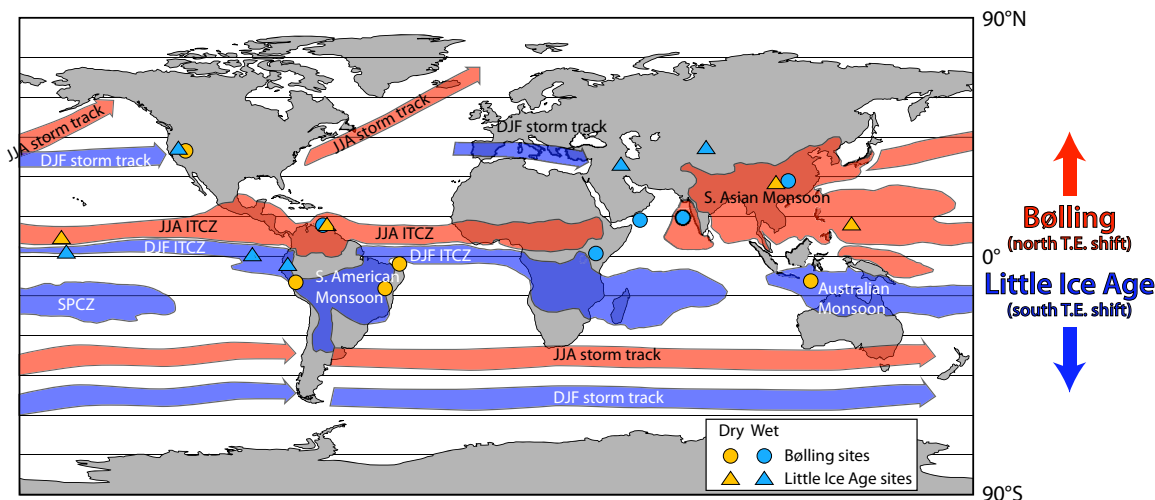 90°N
JJA storm track
DJF storm track
JJA storm track
DJF storm track
S. Asian Monsoon
JJA ITCZ
JJA ITCZ
DJF ITCZ
DJF ITCZ
S. American
Monsoon
SPCZ
Australian
Monsoon
Bølling
(north T.E. shift)
0°
Little Ice Age
(south T.E. shift)
JJA storm track
DJF storm track
Dry Wet
Bølling sites
Little Ice Age sites
90°S